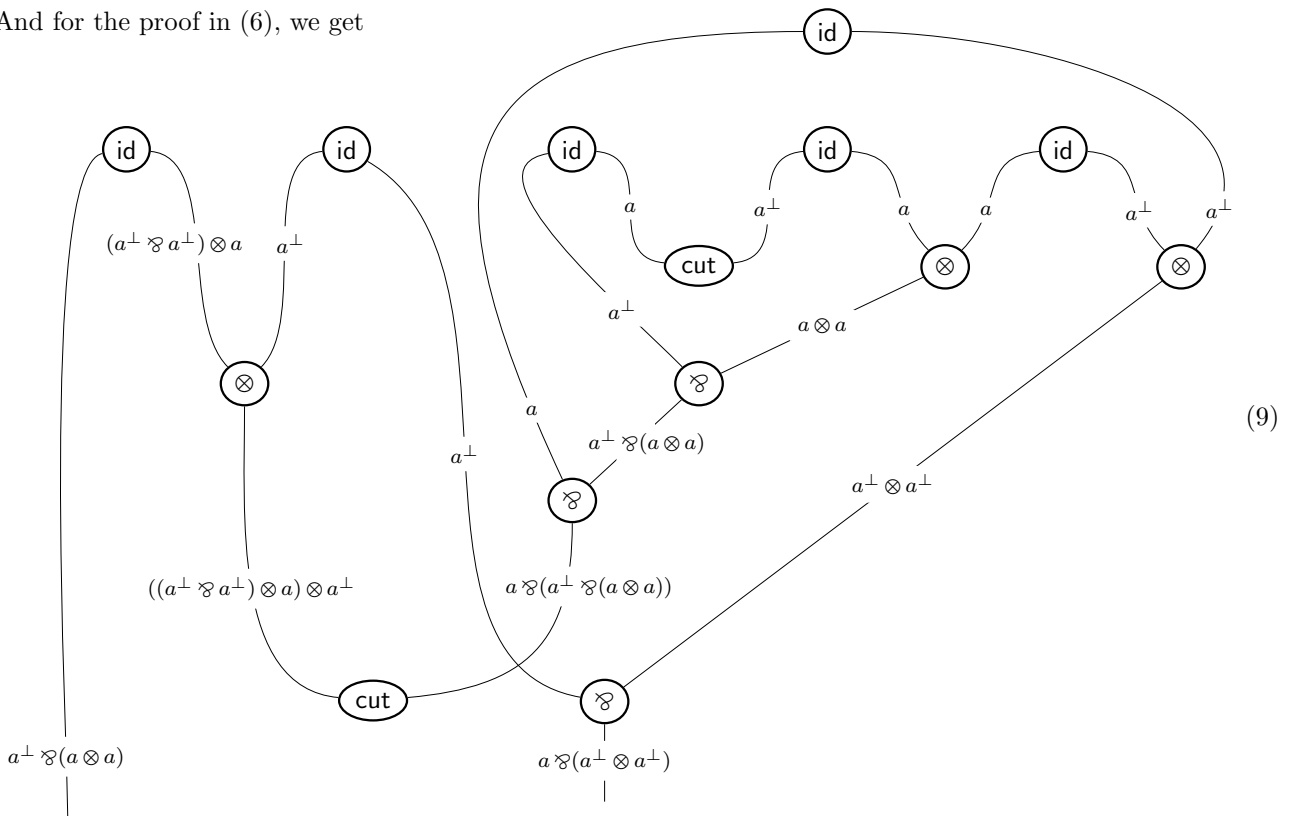 And for the proof in (6), we get
id
id
id
id
id
id
a
a⊥
a
a
a⊥
a⊥
(a⊥ ⅋ a⊥) ⊗ a
a⊥
cut
⊗
⊗
a⊥
a ⊗ a
⊗
⅋
a
(9)
a⊥ ⅋(a ⊗ a)
a⊥
a⊥ ⊗ a⊥
⅋
((a⊥ ⅋ a⊥) ⊗ a) ⊗ a⊥
a ⅋(a⊥ ⅋(a ⊗ a))
cut
⅋
a⊥ ⅋(a ⊗ a)
a ⅋(a⊥ ⊗ a⊥)